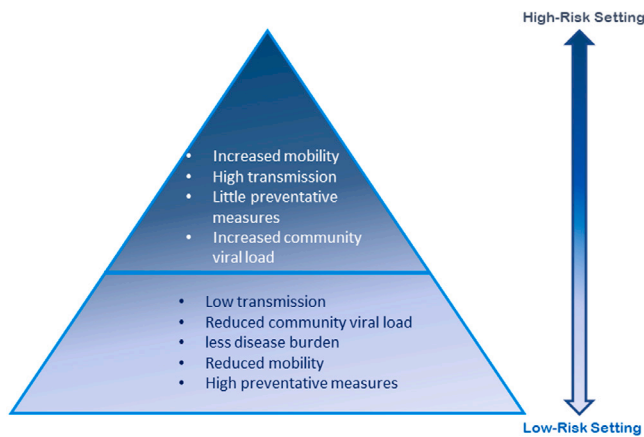 High-Risk Setting
• Increased mobility
• High transmission
• Little preventative
measures
• Increased community
viral load
• Low transmission
• Reduced community viral load
• less disease burden
• Reduced mobility
• High preventative measures
Low-Risk Setting